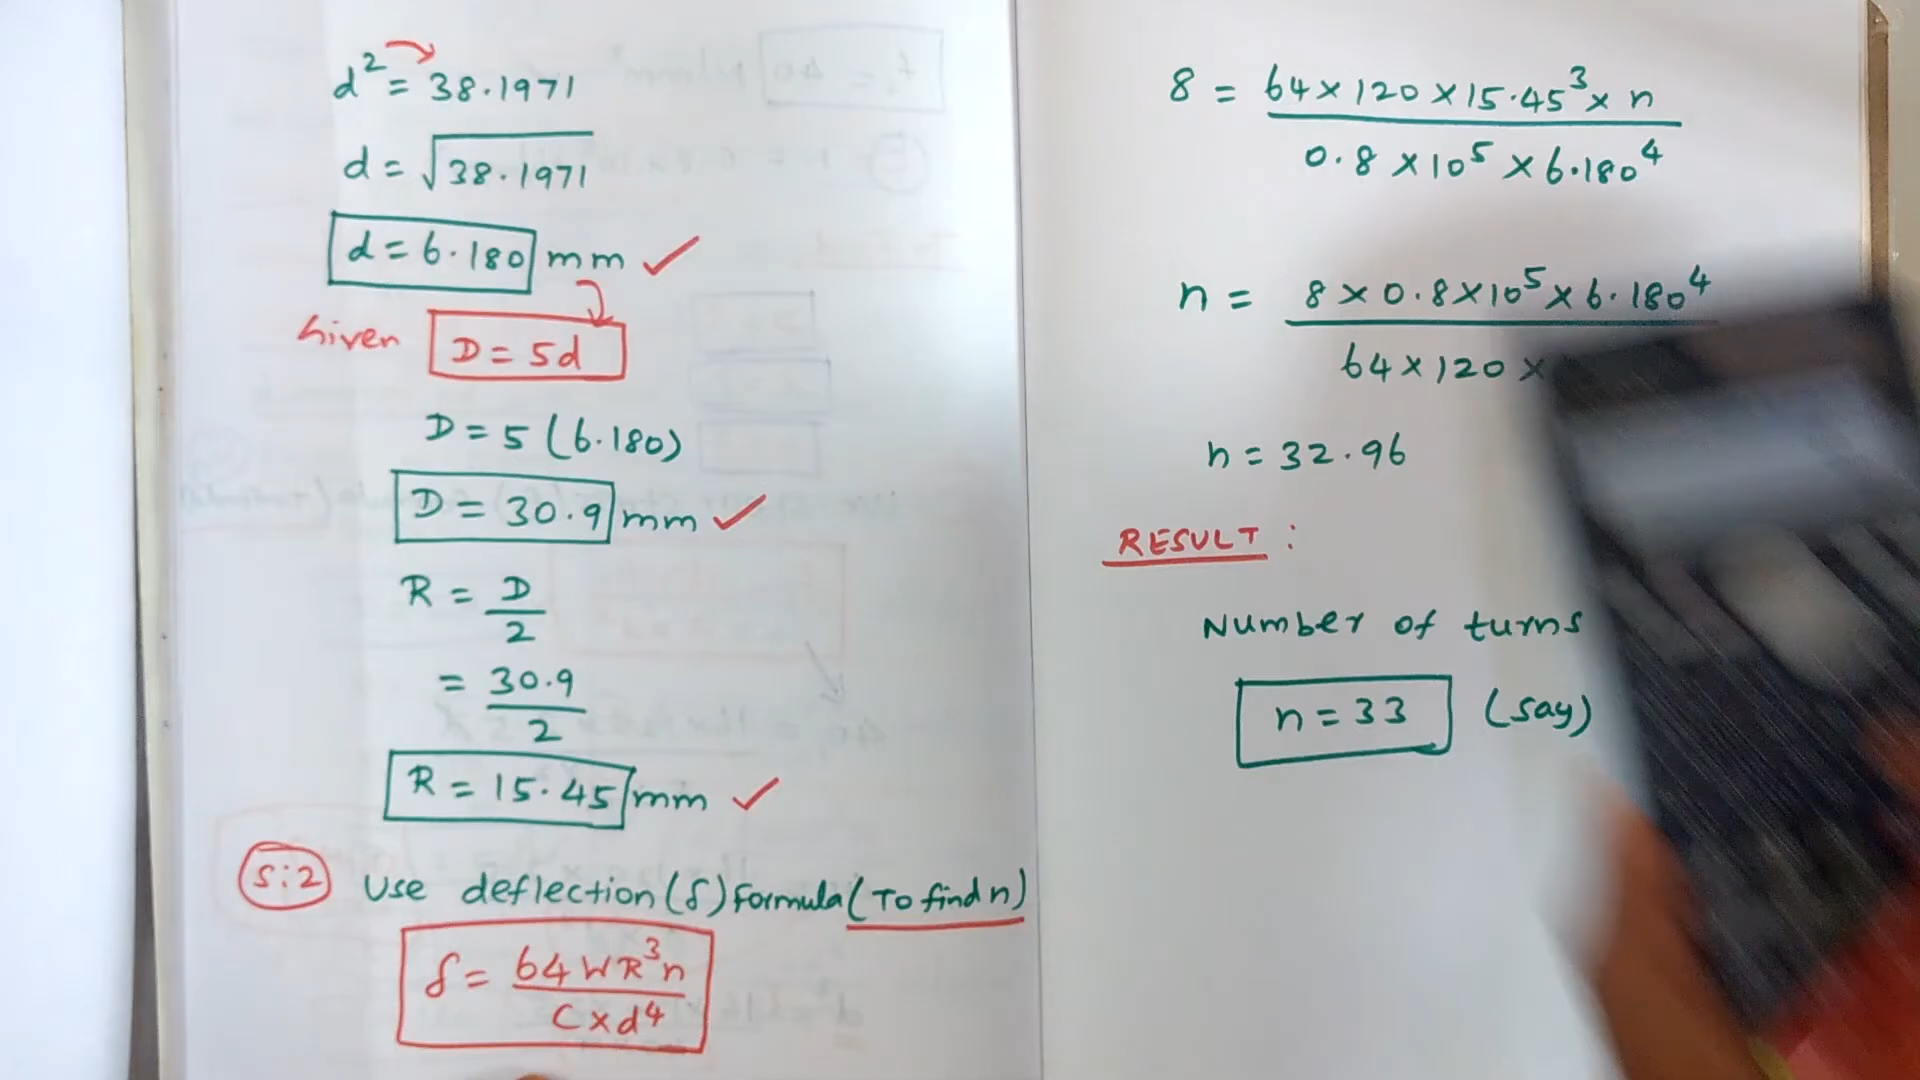 d² = 38.1971
d = √38.1971
d = 6.180 mm ✓
Given D = 5d
D = 5 (6.180)
D = 30.9 mm ✓
R = D/2
= 30.9/2
R = 15.45 mm ✓
S:2 Use deflection (δ) formula (To find n)
δ = 64WR³n / C×d⁴
8 = 64 × 120 × 15.45³ × n / 0.8 × 10⁵ × 6.180⁴
n = 8 × 0.8 × 10⁵ × 6.180⁴ / 64 × 120 ×
n = 32.96
RESULT :
Number of turns
n = 33 (say)